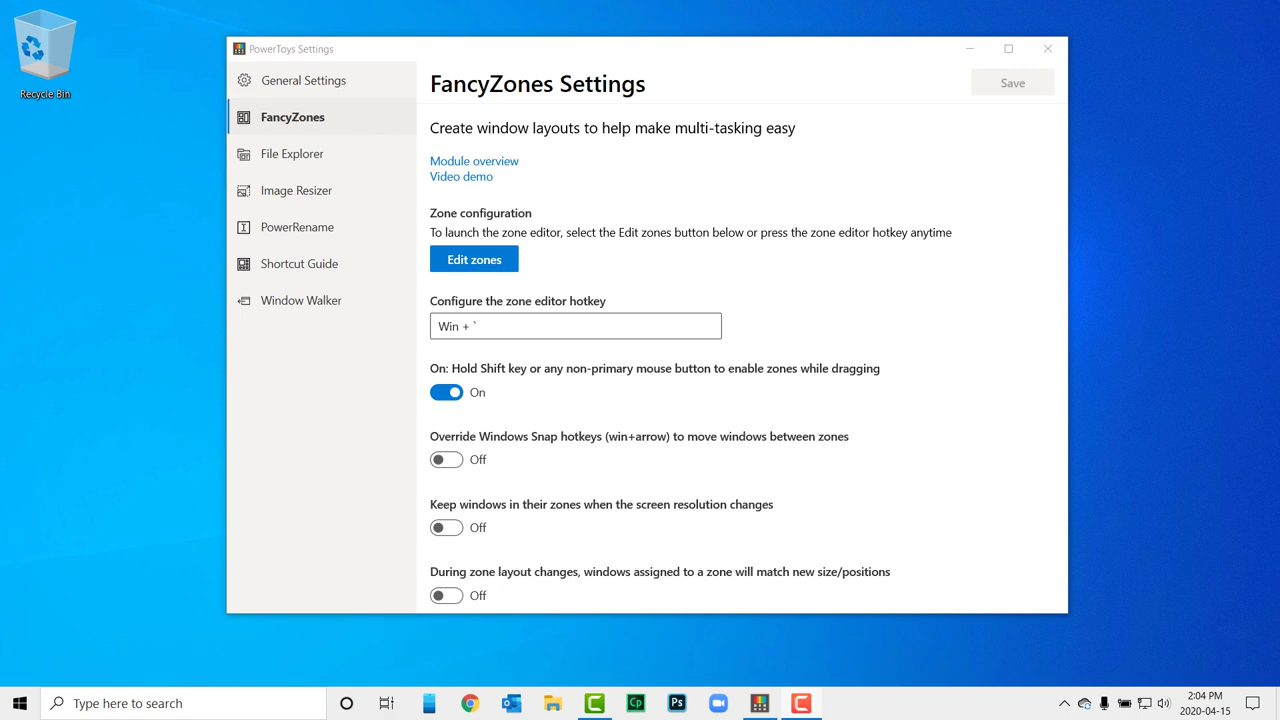 Recycle Bin
PowerToys Settings
General Settings
FancyZones
File Explorer
Image Resizer
PowerRename
Shortcut Guide
Window Walker
FancyZones Settings
Save
Create window layouts to help make multi-tasking easy
Module overview
Video demo
Zone configuration
To launch the zone editor, select the Edit zones button below or press the zone editor hotkey anytime
Edit zones
Configure the zone editor hotkey
Win + `
On: Hold Shift key or any non-primary mouse button to enable zones while dragging
On
Override Windows Snap hotkeys (win+arrow) to move windows between zones
Off
Keep windows in their zones when the screen resolution changes
Off
During zone layout changes, windows assigned to a zone will match new size/positions
Off
Type here to search
Cp
Ps
2:04 PM
2020-04-15